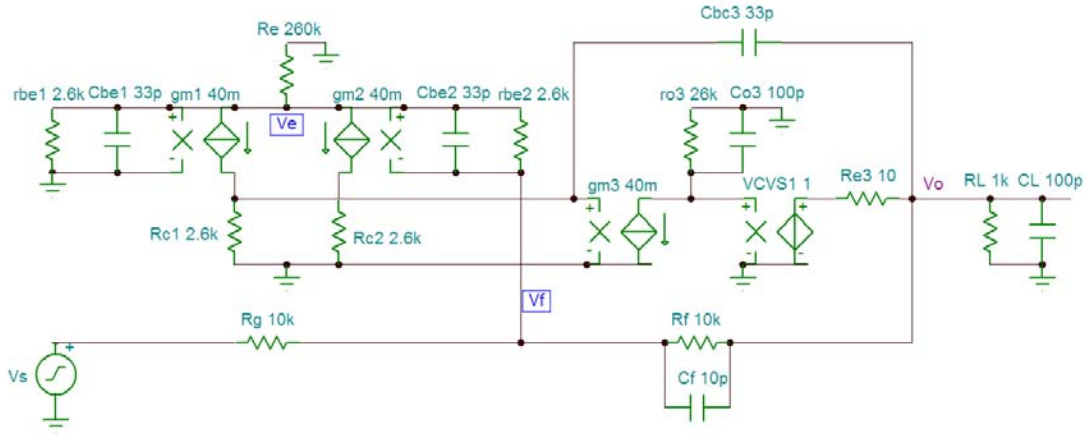 Cbc3 33p
Re 260k
rbe1 2.6k Cbe1 33p gm1 40m gm2 40m Cbe2 33p rbe2 2.6k ro3 26k Co3 100p
+ + + -
Ve
- -
gm3 40m VCVS1 1 Re3 10 Vo RL 1k CL 100p
+ + +
Rc1 2.6k Rc2 2.6k
- - -
Vf
Rg 10k Rf 10k
+
Vs
Cf 10p